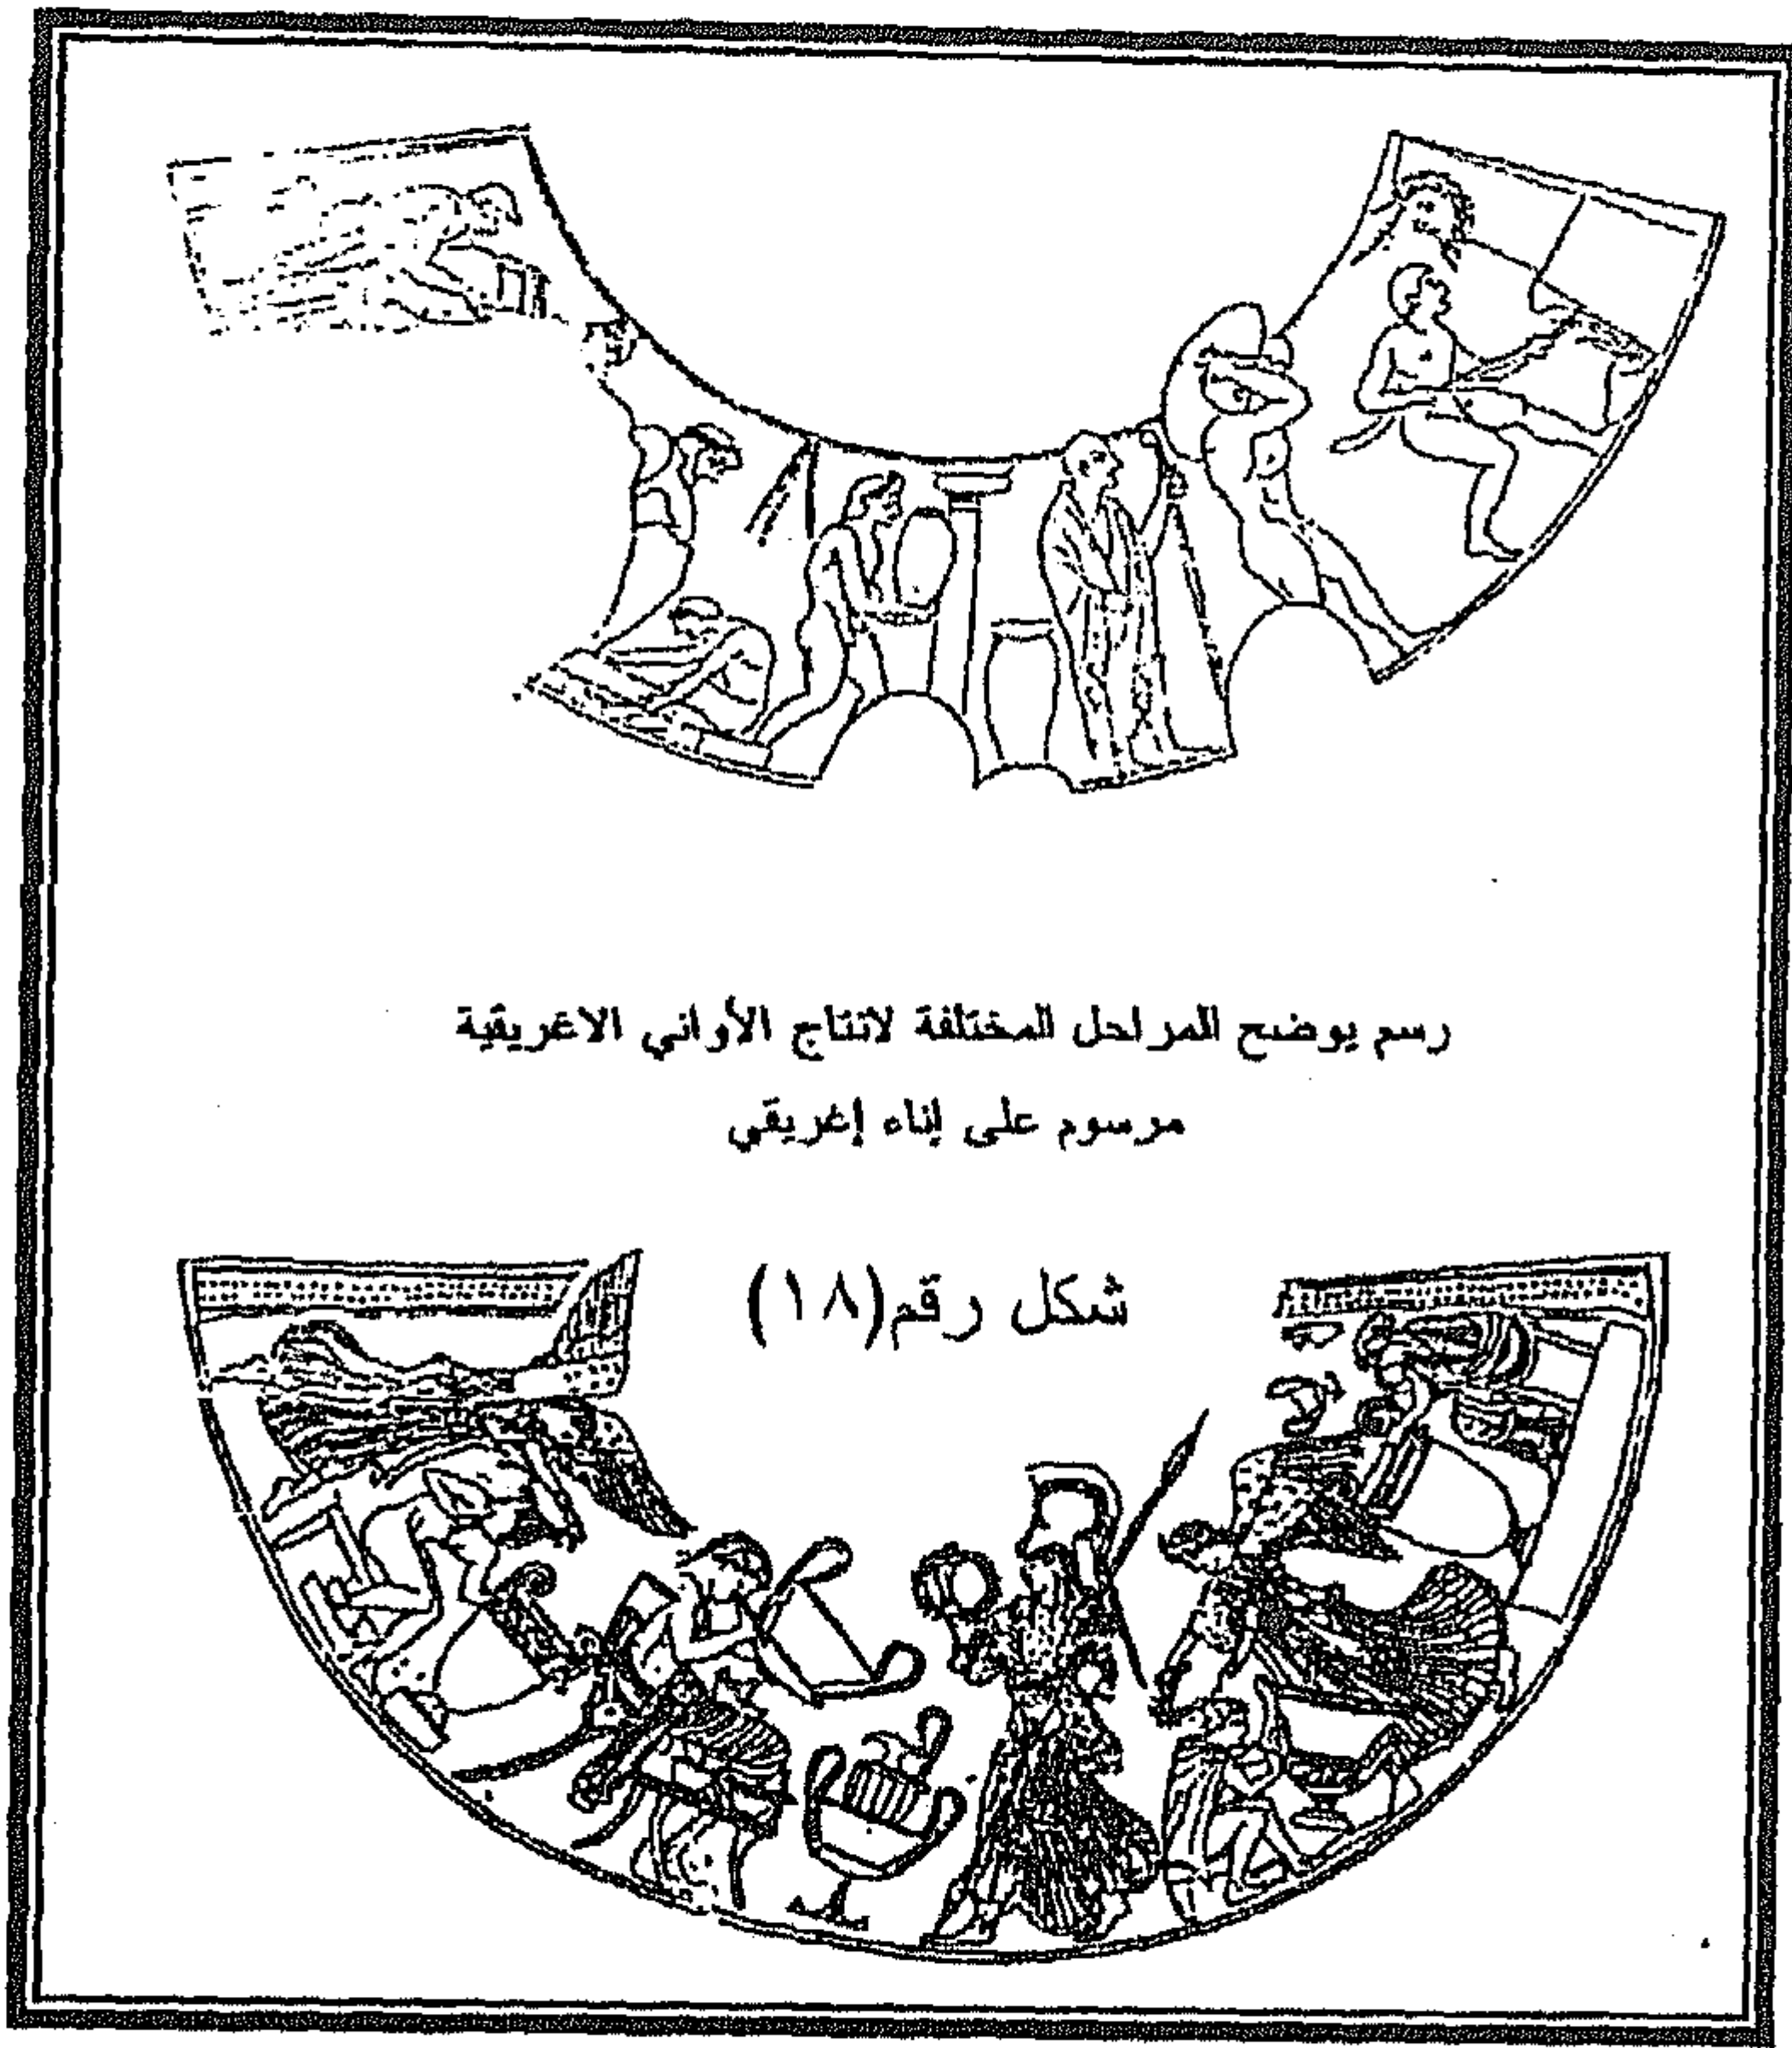 رسم يوضح المراحل المختلفة لانتاج الأواني الاغريقية
مرسوم على إناء إغريقي
شكل رقم(١٨)